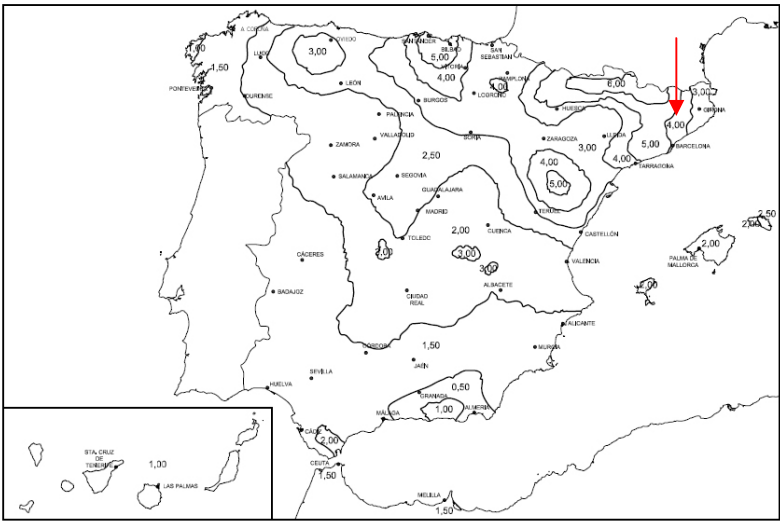 A. CORUÑA
1,00
LUGO
1,50
PONTEVEDRA
OURENSE
OVIEDO
3,00
LEÓN
SANTANDER
BILBAO
5,00
VITORIA
4,00
SAN
SEBASTIAN
PAMPLONA
4,00
LOGROÑO
BURGOS
PALENCIA
VALLADOLID
ZAMORA
SORIA
2,50
SALAMANCA
SEGOVIA
AVILA
GUADALAJARA
MADRID
TOLEDO
2,00
CUENCA
2,00
3,00
3,00
6,00
3,00
HUESCA
GIRONA
4,00
ZARAGOZA
LLEIDA
3,00
5,00
BARCELONA
4,00
4,00
TARRAGONA
5,00
TERUEL
CASTELLÓN
VALENCIA
2,50
2,00
2,00
PALMA DE
MALLORCA
2,00
CÁCERES
BADAJOZ
CIUDAD
REAL
ALBACETE
ALICANTE
MURCIA
CÓRDOBA
1,50
JAÉN
SEVILLA
HUELVA
0,50
GRANADA
1,00
ALMERIA
MÁLAGA
CÁDIZ
2,00
CEUTA
1,50
MELILLA
1,50
STA. CRUZ
DE
TENERIFE
1,00
LAS PALMAS